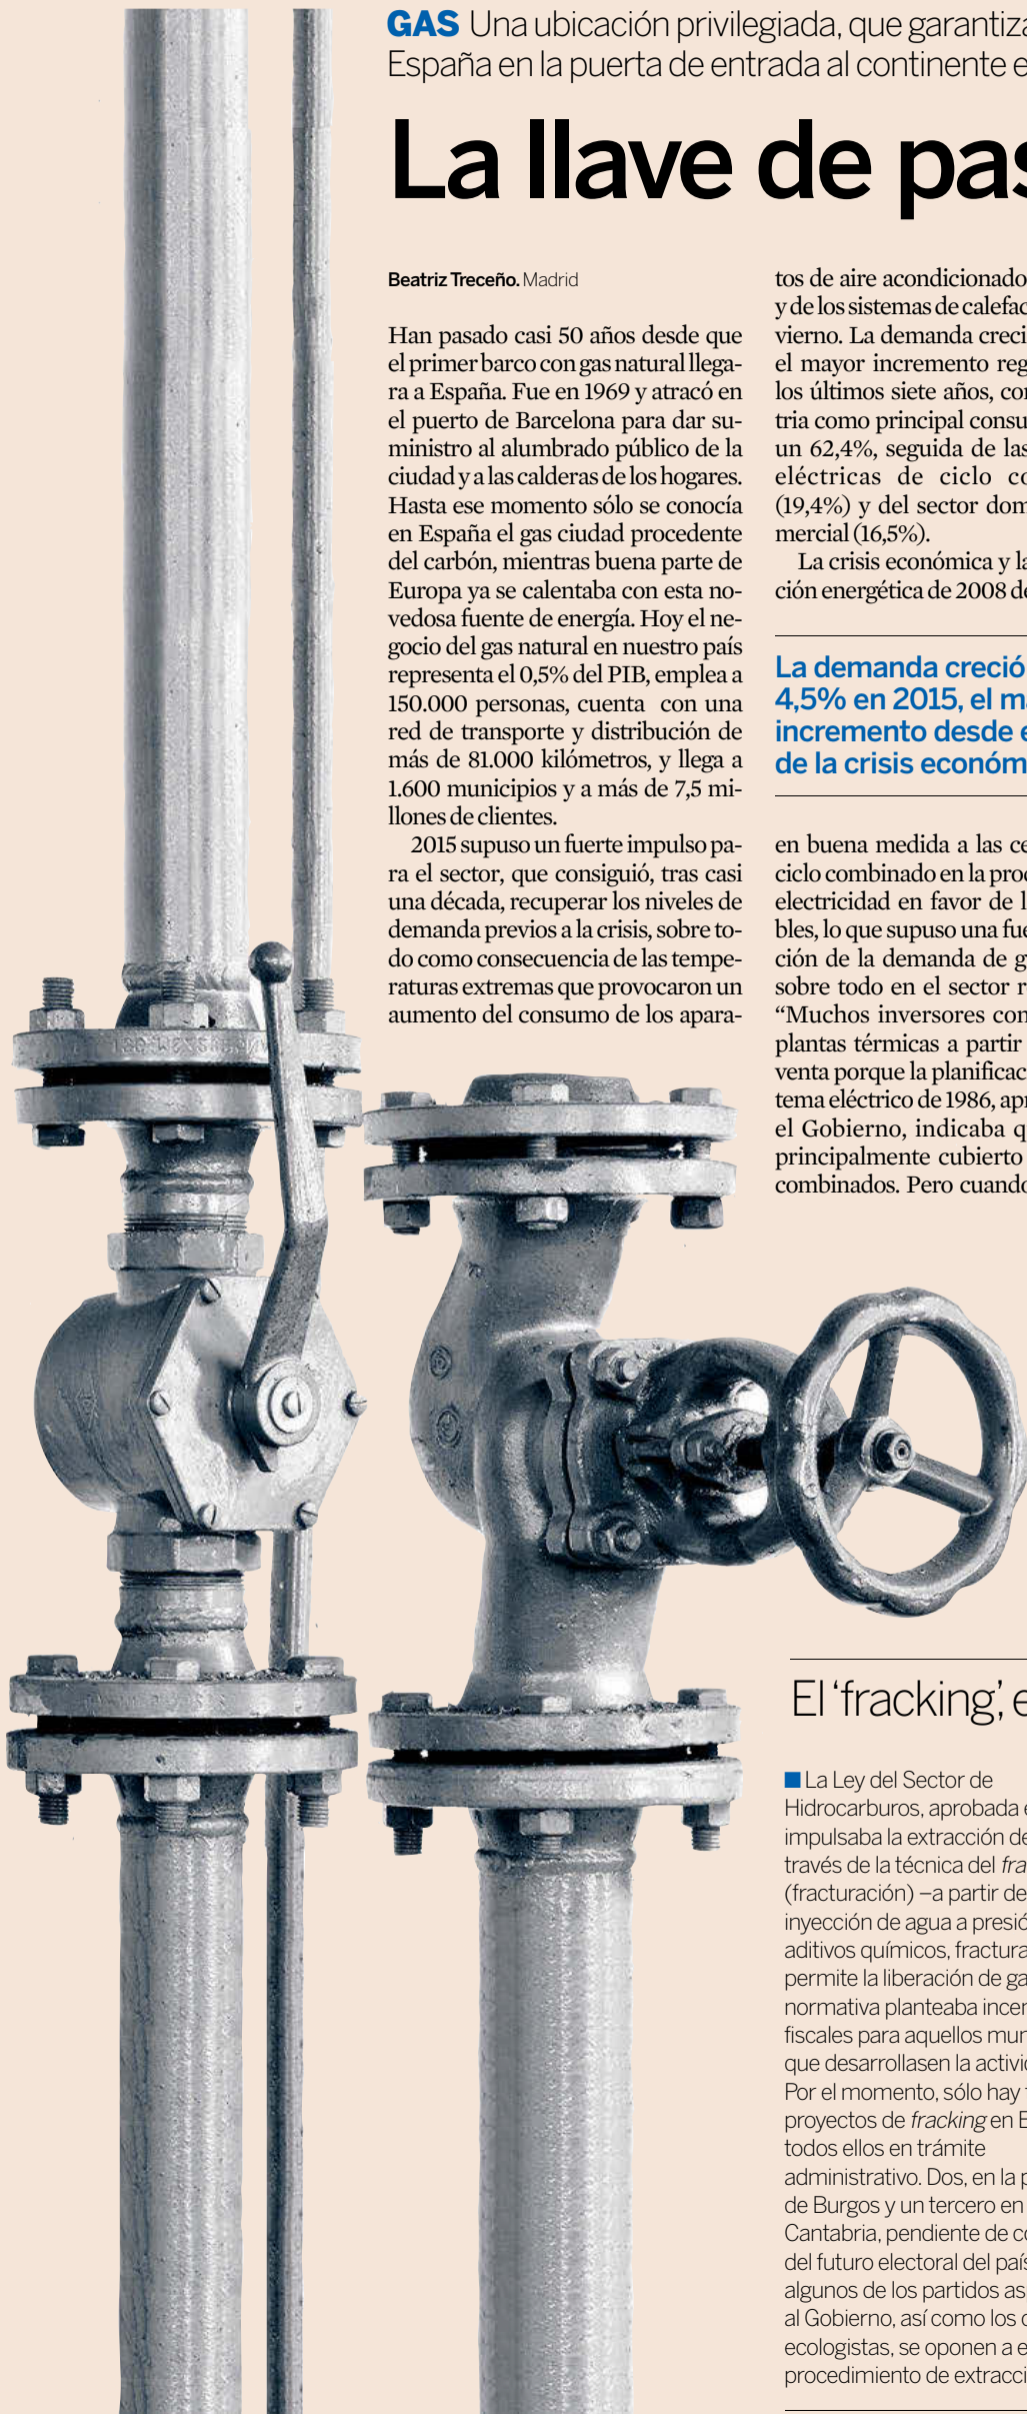 GAS Una ubicación privilegiada, que garantiza
España en la puerta de entrada al continente e
La llave de pas
Beatriz Treceño. Madrid
Han pasado casi 50 años desde que
el primer barco con gas natural llega-
ra a España. Fue en 1969 y atracó en
el puerto de Barcelona para dar su-
ministro al alumbrado público de la
ciudad y a las calderas de los hogares.
Hasta ese momento sólo se conocía
en España el gas ciudad procedente
del carbón, mientras buena parte de
Europa ya se calentaba con esta no-
vedosa fuente de energía. Hoy el ne-
gocio del gas natural en nuestro país
representa el 0,5% del PIB, emplea a
150.000 personas, cuenta con una
red de transporte y distribución de
más de 81.000 kilómetros, y llega a
1.600 municipios y a más de 7,5 mi-
llones de clientes.
2015 supuso un fuerte impulso pa-
ra el sector, que consiguió, tras casi
una década, recuperar los niveles de
demanda previos a la crisis, sobre to-
do como consecuencia de las tempe-
raturas extremas que provocaron un
aumento del consumo de los apara-
tos de aire acondicionado
y de los sistemas de calefac
vierno. La demanda creci
el mayor incremento reg
los últimos siete años, con
tria como principal consu
un 62,4%, seguida de las
eléctricas de ciclo co
(19,4%) y del sector dom
mercial (16,5%).
La crisis económica y la
ción energética de 2008 de
La demanda creció
4,5% en 2015, el ma
incremento desde e
de la crisis económ
en buena medida a las ce
ciclo combinado en la proc
electricidad en favor de l
bles, lo que supuso una fue
ción de la demanda de g
sobre todo en el sector r
“Muchos inversores con
plantas térmicas a partir
venta porque la planificac
tema eléctrico de 1986, apr
el Gobierno, indicaba q
principalmente cubierto
combinados. Pero cuando
El ‘fracking’, e
La Ley del Sector de
Hidrocarburos, aprobada e
impulsaba la extracción de
través de la técnica del fra
(fracturación) –a partir de
inyección de agua a presió
aditivos químicos, fractura
permite la liberación de ga
normativa planteaba incen
fiscales para aquellos mun
que desarrollasen la activid
Por el momento, sólo hay t
proyectos de fracking en E
todos ellos en trámite
administrativo. Dos, en la p
de Burgos y un tercero en
Cantabria, pendiente de co
del futuro electoral del país
algunos de los partidos as
al Gobierno, así como los c
ecologistas, se oponen a e
procedimiento de extracci